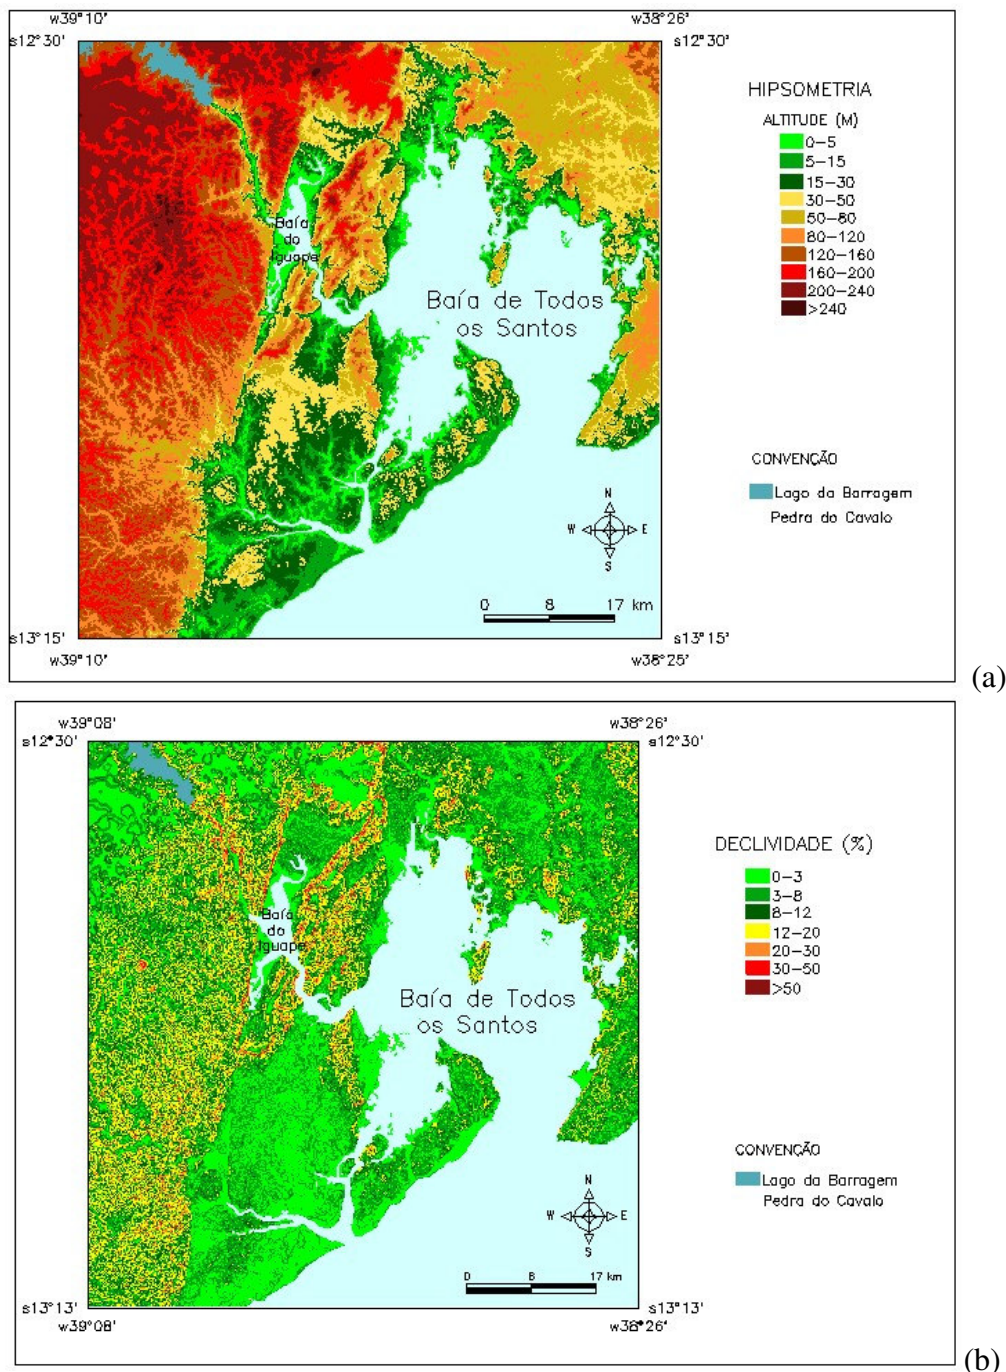 w39°10' w38°26'
s12°30' s12°30'
HIPSOMETRIA
ALTITUDE (M)
0-5
5-15
15-30
30-50
50-80
80-120
120-160
160-200
200-240
>240
Baía
do
Iguape
Baía de Todos
os Santos
CONVENÇÃO
Lago da Barragem
Pedra do Cavalo
N
W E
S
0 8 17 km
s13°15' s13°15'
w39°10' w38°25'
(a)
w39°08' w38°26'
s12°30' s12°30'
DECLIVIDADE (%)
0-3
3-8
8-12
12-20
20-30
30-50
>50
Baía
do
Iguape
Baía de Todos
os Santos
CONVENÇÃO
Lago da Barragem
Pedra do Cavalo
N
W E
S
0 8 17 km
s13°13' s13°13'
w39°08' w38°26'
(b)